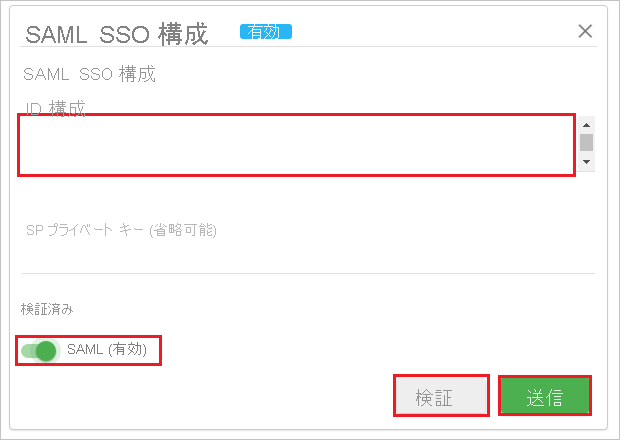 SAML SSO 構成 有効
SAML SSO 構成
ID 構成
SP プライベート キー (省略可能)
検証済み
SAML (有効)
検証 送信